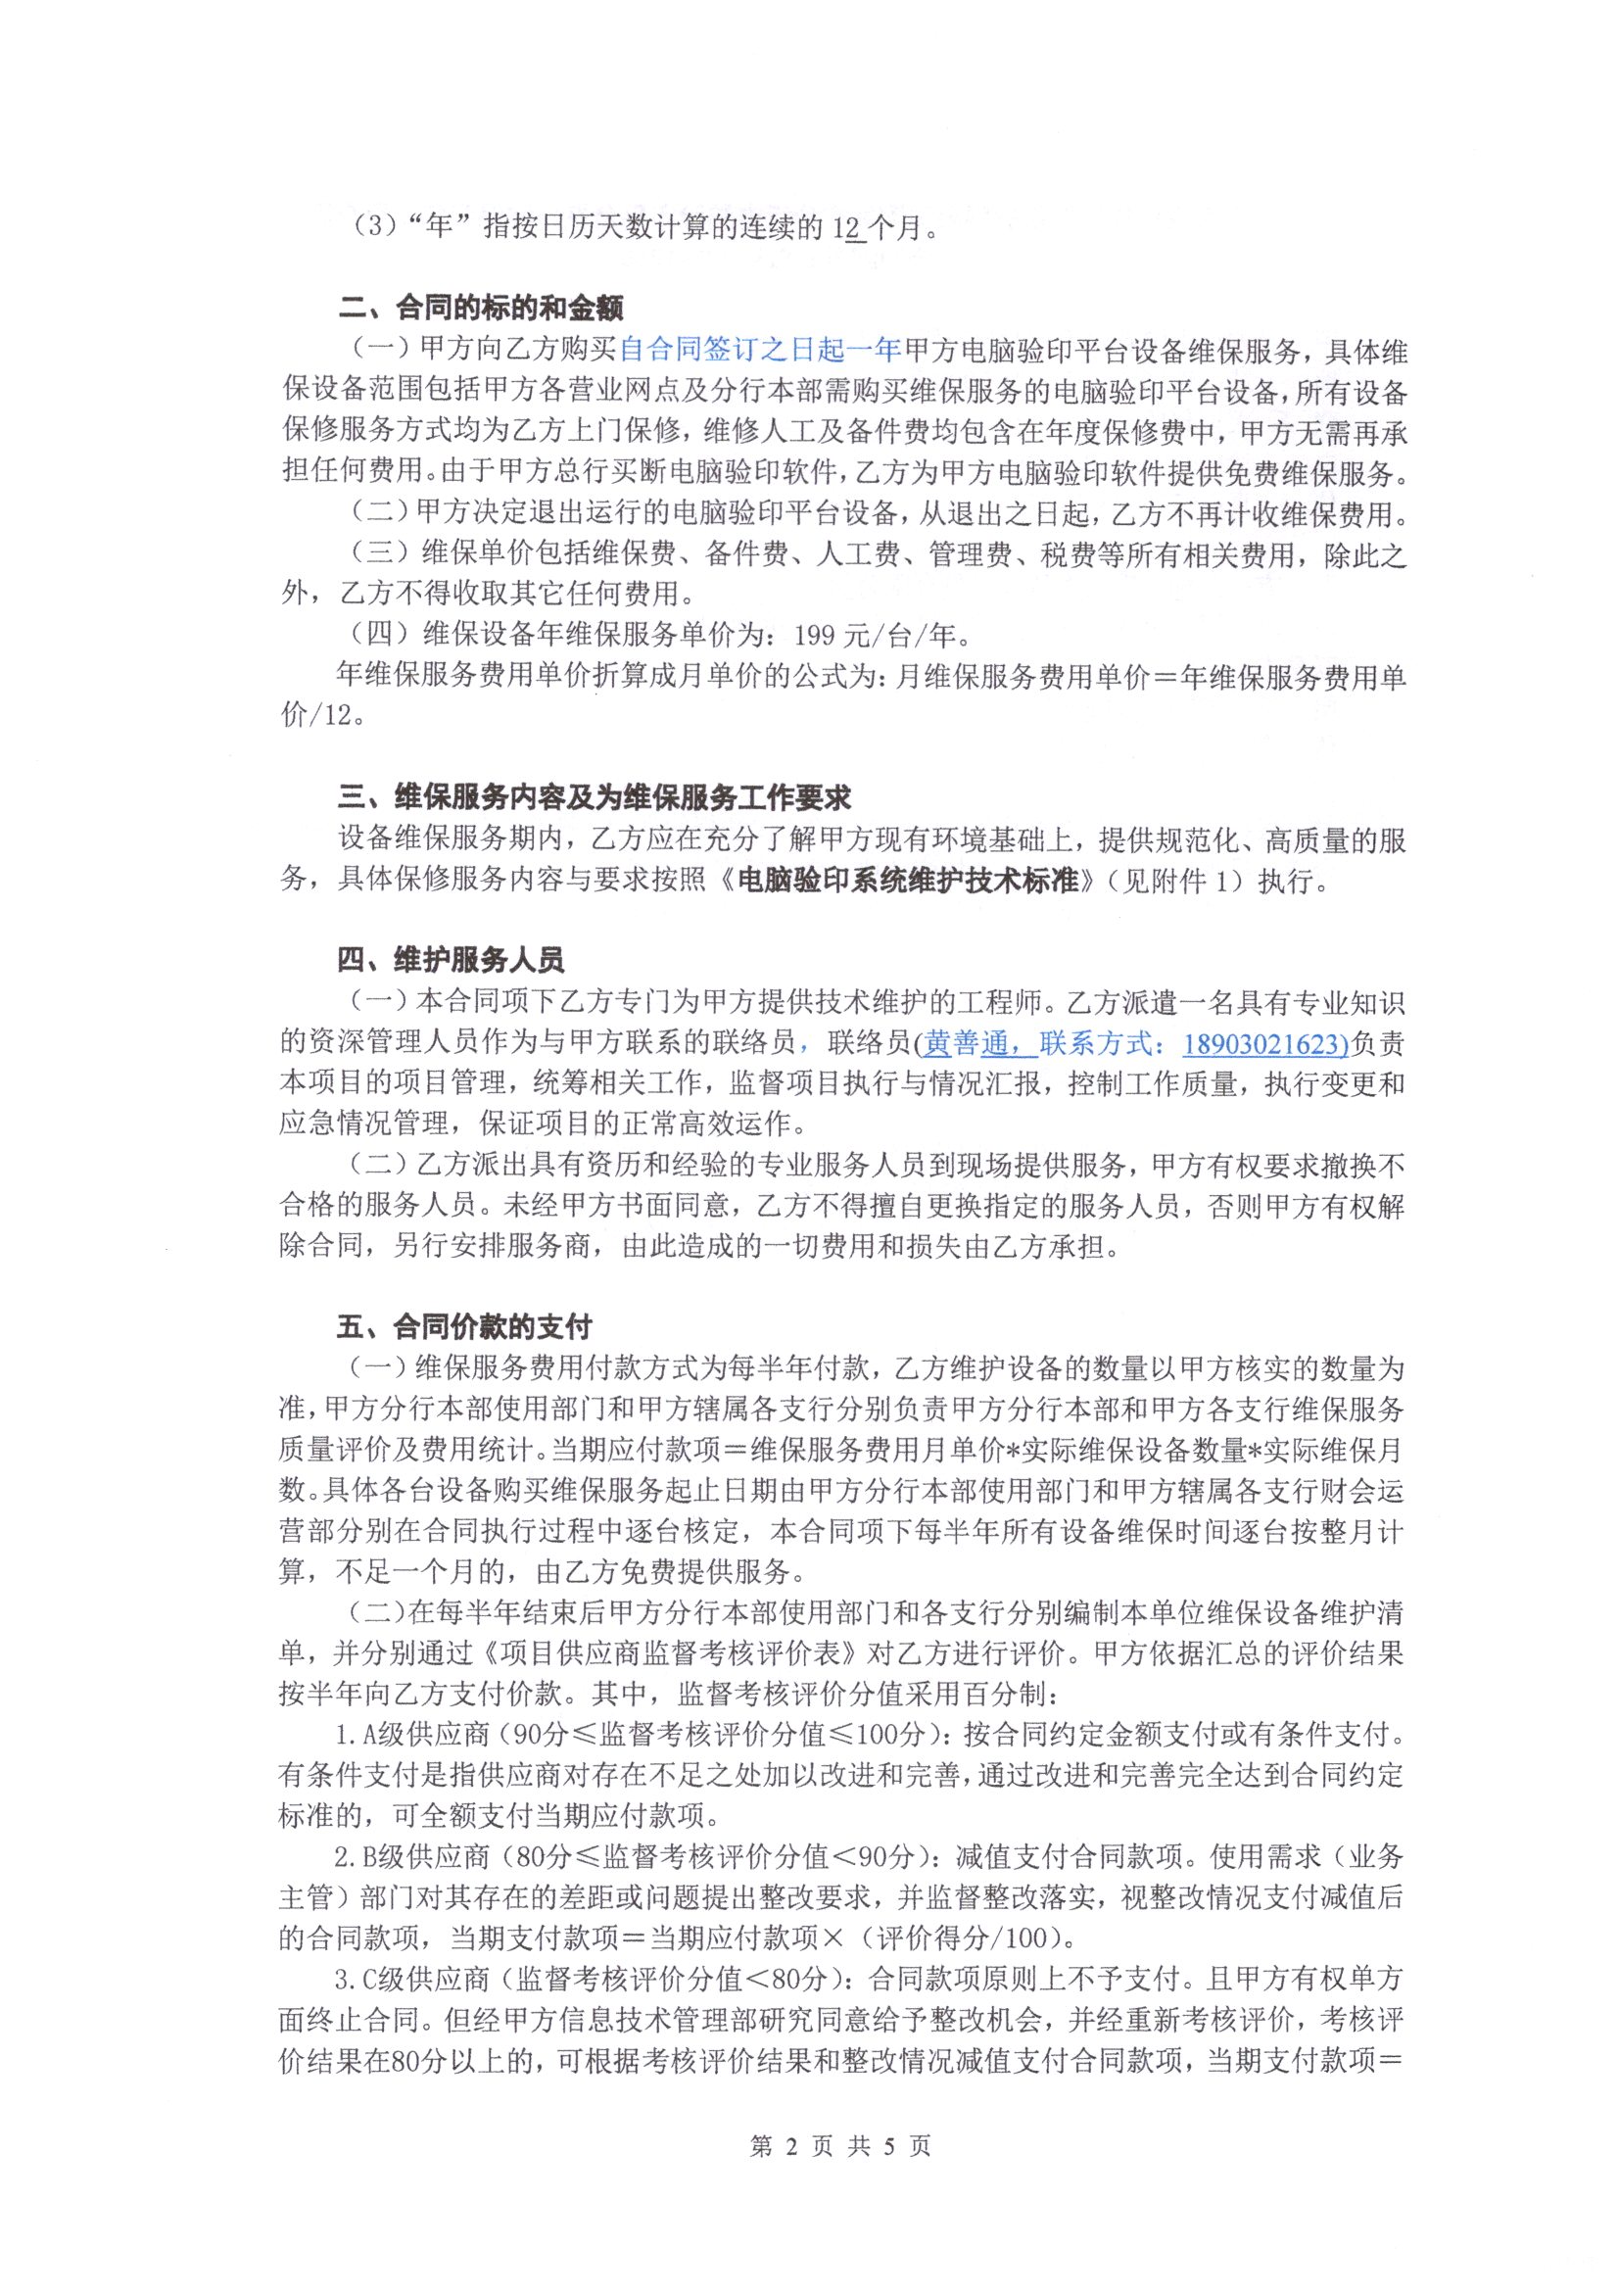 （3）“年”指按日历天数计算的连续的 12 个月。
二、合同的标的和金额
（一）甲方向乙方购买自合同签订之日起一年甲方电脑验印平台设备维保服务，具体维
保设备范围包括甲方各营业网点及分行本部需购买维保服务的电脑验印平台设备，所有设备
保修服务方式均为乙方上门保修，维修人工及备件费均包含在年度保修费中，甲方无需再承
担任何费用。由于甲方总行买断电脑验印软件，乙方为甲方电脑验印软件提供免费维保服务。
（二）甲方决定退出运行的电脑验印平台设备，从退出之日起，乙方不再计收维保费用。
（三）维保单价包括维保费、备件费、人工费、管理费、税费等所有相关费用，除此之
外，乙方不得收取其它任何费用。
（四）维保设备年维保服务单价为：199 元/台/年。
年维保服务费用单价折算成月单价的公式为：月维保服务费用单价＝年维保服务费用单
价/12。
三、维保服务内容及为维保服务工作要求
设备维保服务期内，乙方应在充分了解甲方现有环境基础上，提供规范化、高质量的服
务，具体保修服务内容与要求按照《电脑验印系统维护技术标准》（见附件 1）执行。
四、维护服务人员
（一）本合同项下乙方专门为甲方提供技术维护的工程师。乙方派遣一名具有专业知识
的资深管理人员作为与甲方联系的联络员，联络员(黄善通，联系方式：18903021623)负责
本项目的项目管理，统筹相关工作，监督项目执行与情况汇报，控制工作质量，执行变更和
应急情况管理，保证项目的正常高效运作。
（二）乙方派出具有资历和经验的专业服务人员到现场提供服务，甲方有权要求撤换不
合格的服务人员。未经甲方书面同意，乙方不得擅自更换指定的服务人员，否则甲方有权解
除合同，另行安排服务商，由此造成的一切费用和损失由乙方承担。
五、合同价款的支付
（一）维保服务费用付款方式为每半年付款，乙方维护设备的数量以甲方核实的数量为
准，甲方分行本部使用部门和甲方辖属各支行分别负责甲方分行本部和甲方各支行维保服务
质量评价及费用统计。当期应付款项＝维保服务费用月单价*实际维保设备数量*实际维保月
数。具体各台设备购买维保服务起止日期由甲方分行本部使用部门和甲方辖属各支行财会运
营部分别在合同执行过程中逐台核定，本合同项下每半年所有设备维保时间逐台按整月计
算，不足一个月的，由乙方免费提供服务。
（二）在每半年结束后甲方分行本部使用部门和各支行分别编制本单位维保设备维护清
单，并分别通过《项目供应商监督考核评价表》对乙方进行评价。甲方依据汇总的评价结果
按半年向乙方支付价款。其中，监督考核评价分值采用百分制：
1.A级供应商（90分≤监督考核评价分值≤100分）：按合同约定金额支付或有条件支付。
有条件支付是指供应商对存在不足之处加以改进和完善，通过改进和完善完全达到合同约定
标准的，可全额支付当期应付款项。
2.B级供应商（80分≤监督考核评价分值＜90分）：减值支付合同款项。使用需求（业务
主管）部门对其存在的差距或问题提出整改要求，并监督整改落实，视整改情况支付减值后
的合同款项，当期支付款项＝当期应付款项×（评价得分/100）。
3.C级供应商（监督考核评价分值＜80分）：合同款项原则上不予支付。且甲方有权单方
面终止合同。但经甲方信息技术管理部研究同意给予整改机会，并经重新考核评价，考核评
价结果在80分以上的，可根据考核评价结果和整改情况减值支付合同款项，当期支付款项＝
第 2 页 共 5 页